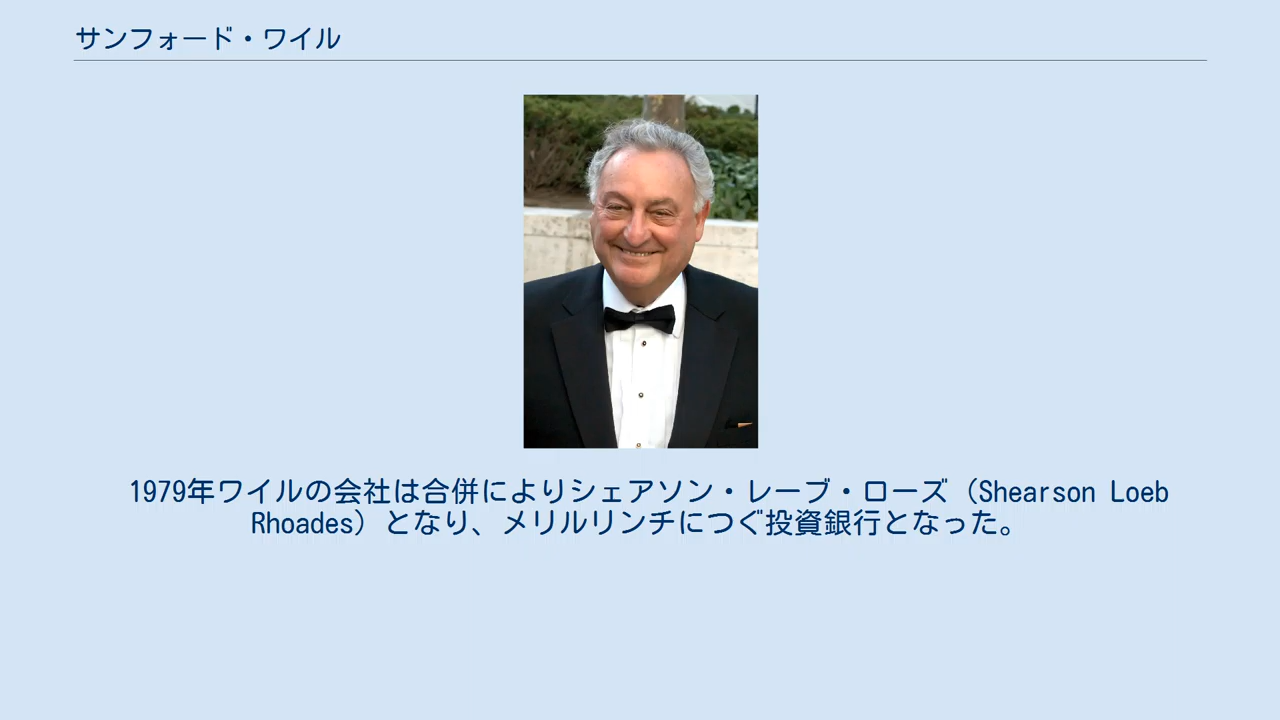 サンフォード・ワイル
1979年ワイルの会社は合併によりシェアソン・レーブ・ローズ（Shearson Loeb
Rhoades）となり、メリルリンチにつぐ投資銀行となった。